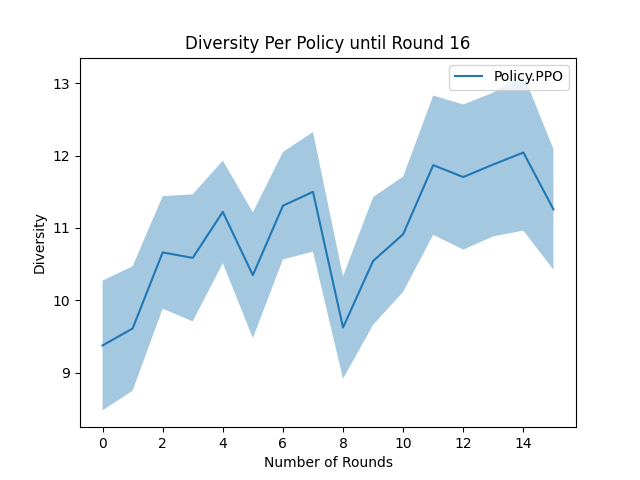 Diversity Per Policy until Round 16
Policy.PPO
13
12
11
10
9
Diversity
0 2 4 6 8 10 12 14
Number of Rounds